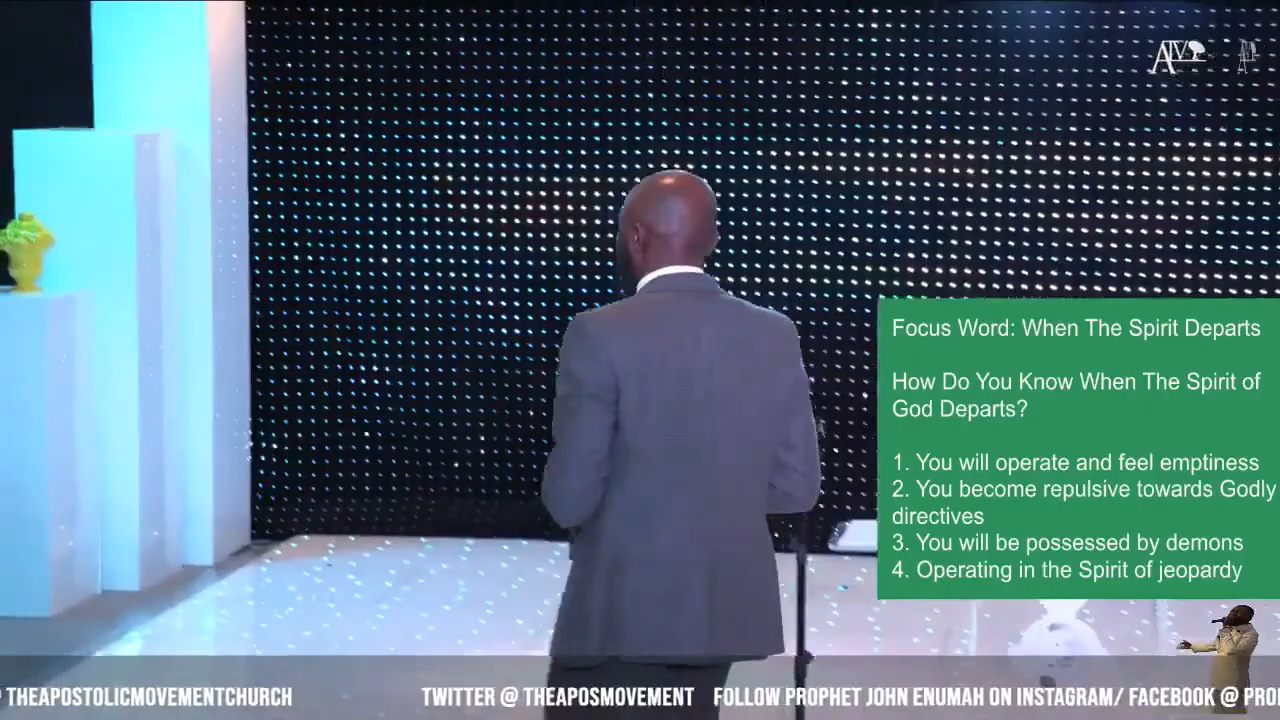 ATV
Focus Word: When The Spirit Departs
How Do You Know When The Spirit of
God Departs?
1. You will operate and feel emptiness
2. You become repulsive towards Godly
directives
3. You will be possessed by demons
4. Operating in the Spirit of jeopardy
THEAPOSTOLICMOVEMENTCHURCH TWITTER @ THEAPOSMOVEMENT FOLLOW PROPHET JOHN ENUMAH ON INSTAGRAM/ FACEBOOK @